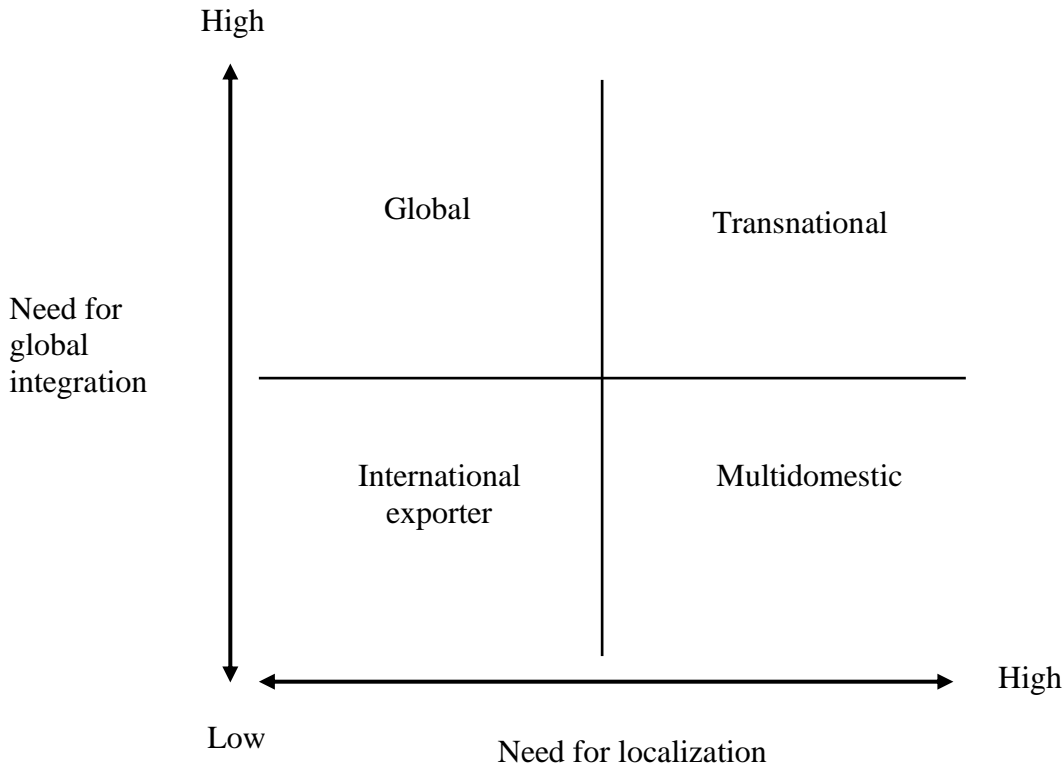 High
Global
Transnational
Need for
global
integration
International
exporter
Multidomestic
High
Low
Need for localization